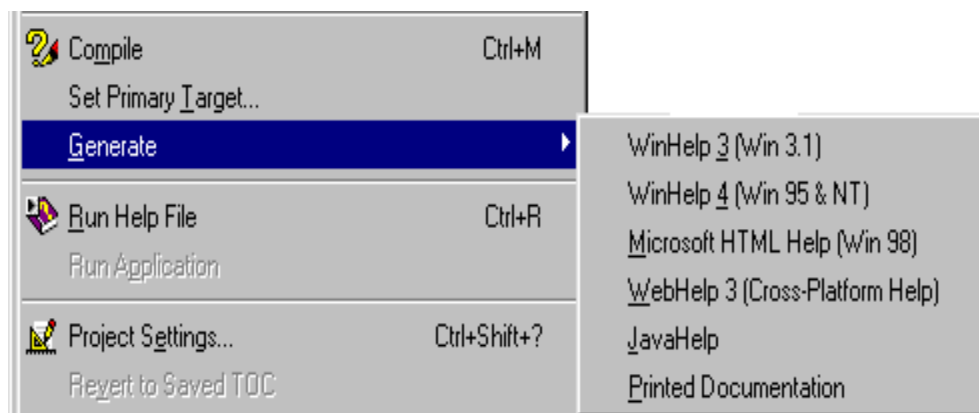 Compile Ctrl+M
Set Primary Target...
Generate
Run Help File Ctrl+R
Run Application
Project Settings... Ctrl+Shift+?
Revert to Saved TOC
WinHelp 3 (Win 3.1)
WinHelp 4 (Win 95 & NT)
Microsoft HTML Help (Win 98)
WebHelp 3 (Cross-Platform Help)
JavaHelp
Printed Documentation